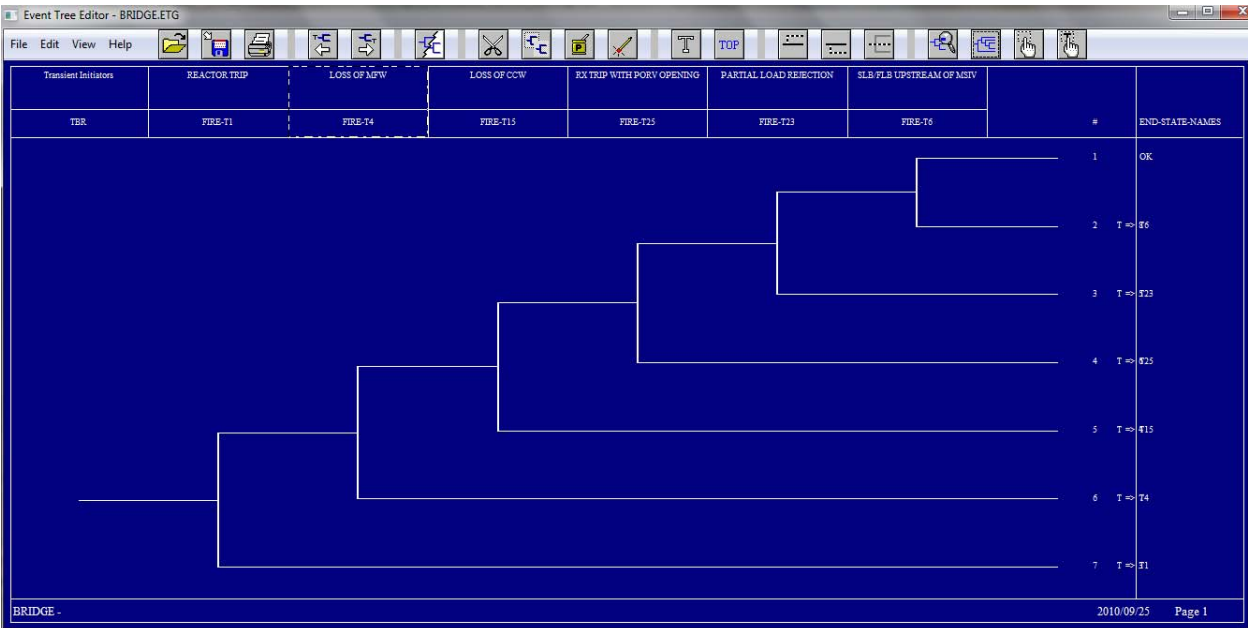 Event Tree Editor - BRIDGE.ETG
File Edit View Help
TOP
Transient Initiators REACTOR TRIP LOSS OF MFW LOSS OF CCW RX TRIP WITH PORV OPENING PARTIAL LOAD REJECTION SLB/FLB UPSTREAM OF MSIV
TBR FIRE-T1 FIRE-T4 FIRE-T15 FIRE-T25 FIRE-T23 FIRE-T6 # END-STATE-NAMES
1 OK
2 T =>
3 T =>
4 T =>
5 T =>
6 T => T4
7 T =>
BRIDGE -
2010/09/25 Page 1